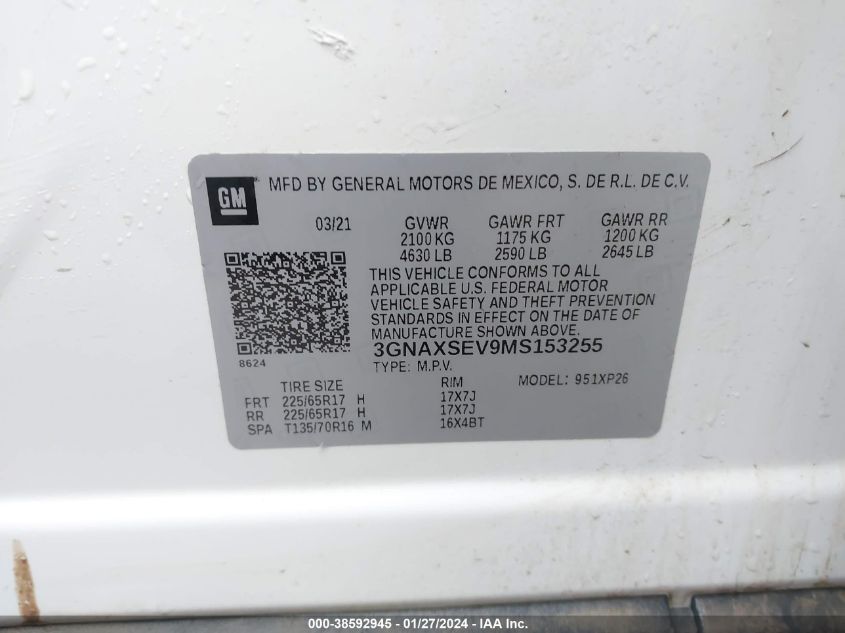 GM
MFD BY GENERAL MOTORS DE MEXICO, S. DE R.L. DE C.V.
03/21 GVWR GAWR FRT GAWR RR
2100 KG 1175 KG 1200 KG
4630 LB 2590 LB 2645 LB
THIS VEHICLE CONFORMS TO ALL
APPLICABLE U.S. FEDERAL MOTOR
VEHICLE SAFETY AND THEFT PREVENTION
STANDARDS IN EFFECT ON THE DATE OF
MANUFACTURE SHOWN ABOVE.
3GNAXSEV9MS153255
8624 TYPE: M.P.V.
TIRE SIZE RIM MODEL: 951XP26
FRT 225/65R17 H 17X7J
RR 225/65R17 H 17X7J
SPA T135/70R16 M 16X4BT
000-38592945 - 01/27/2024 - IAAI Inc.